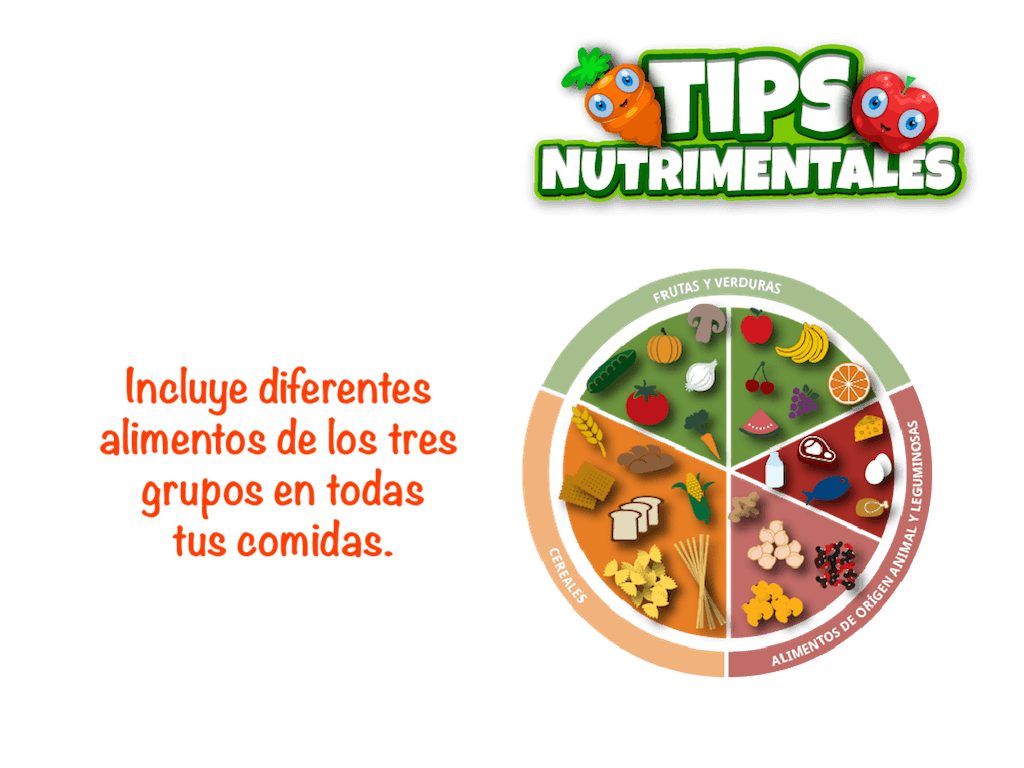 TIPS
NUTRIMENTALES
FRUTAS Y VERDURAS
Incluye diferentes
alimentos de los tres
grupos en todas
tus comidas.
CEREALES
ALIMENTOS DE ORÍGEN ANIMAL Y LEGUMINOSAS